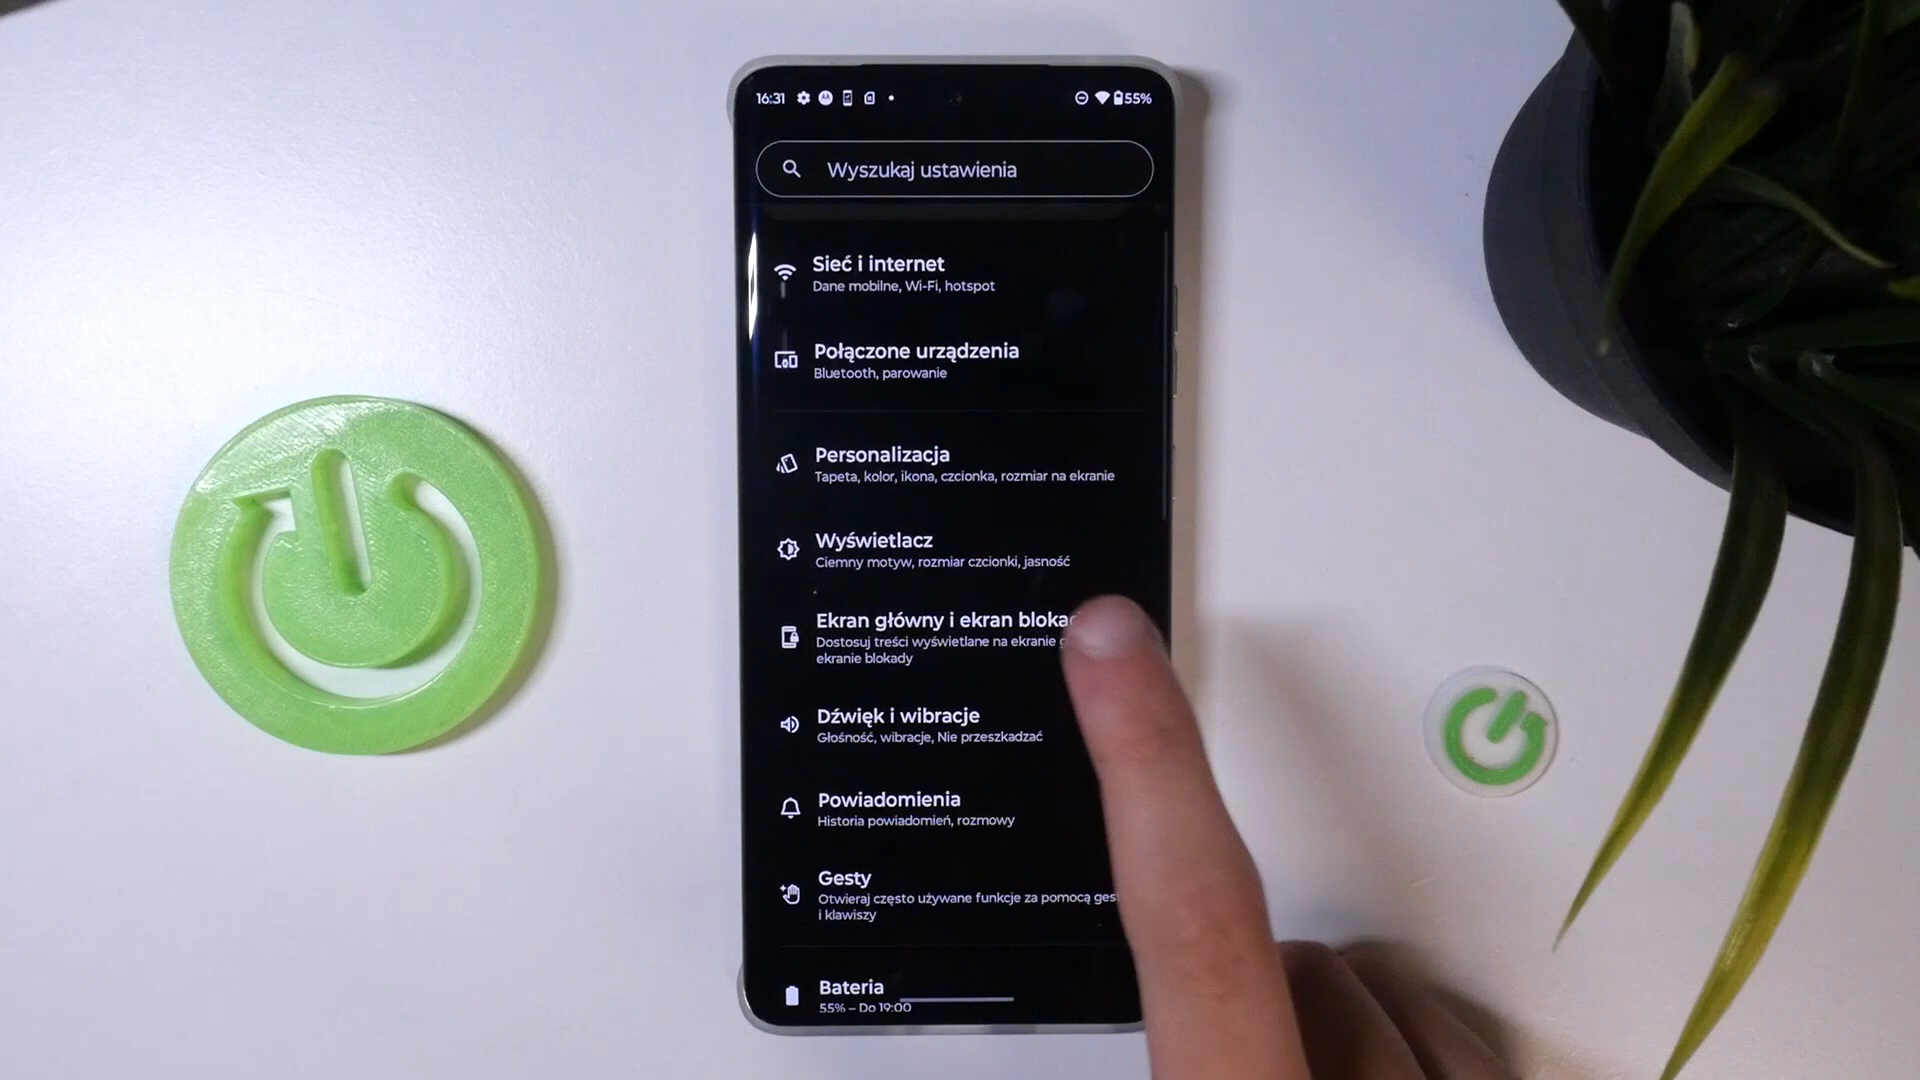 16:31
55%
Wyszukaj ustawienia
Sieć i internet
Dane mobilne, Wi-Fi, hotspot
Połączone urządzenia
Bluetooth, parowanie
Personalizacja
Tapeta, kolor, ikona, czcionka, rozmiar na ekranie
Wyświetlacz
Ciemny motyw, rozmiar czcionki, jasność
Ekran główny i ekran
Dostosuj treści wyświetlane na ekranie
ekranie blokady
Dźwięk i wibracje
Głośność, wibracje, Nie przeszkadzać
Powiadomienia
Historia powiadomień, rozmowy
Gesty
Otwieraj często używane funkcje za pomocą
i klawiszy
Bateria
55% – Do 19:00